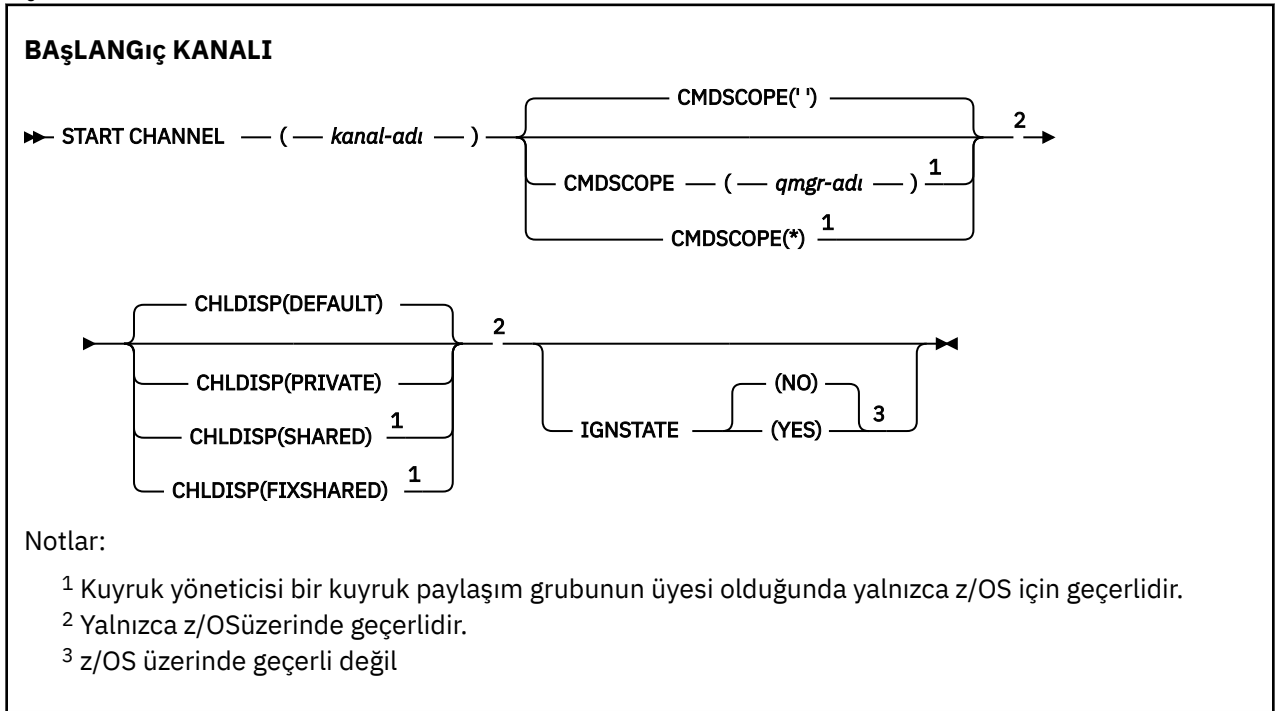 BAşLANGıç KANALI
CMDSCOPE(' ')
START CHANNEL ( kanal-adı ) 2
CMDSCOPE ( qmgr-adı ) 1
CMDSCOPE(*) 1
CHLDISP(DEFAULT)
2
CHLDISP(PRIVATE) (NO)
CHLDISP(SHARED) 1 IGNSTATE (YES) 3
CHLDISP(FIXSHARED) 1
Notlar:
1 Kuyruk yöneticisi bir kuyruk paylaşım grubunun üyesi olduğunda yalnızca z/OS için geçerlidir.
2 Yalnızca z/OSüzerinde geçerlidir.
3 z/OS üzerinde geçerli değil